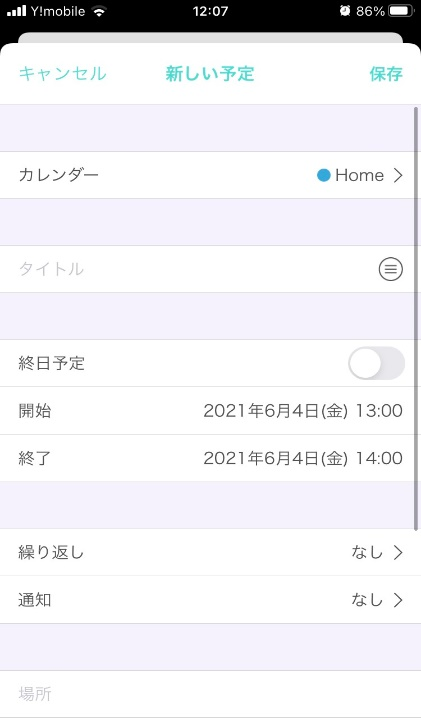 Y!mobile 12:07 86%
キャンセル 新しい予定 保存
カレンダー Home
タイトル
終日予定
開始 2021年6月4日(金) 13:00
終了 2021年6月4日(金) 14:00
繰り返し なし
通知 なし
場所